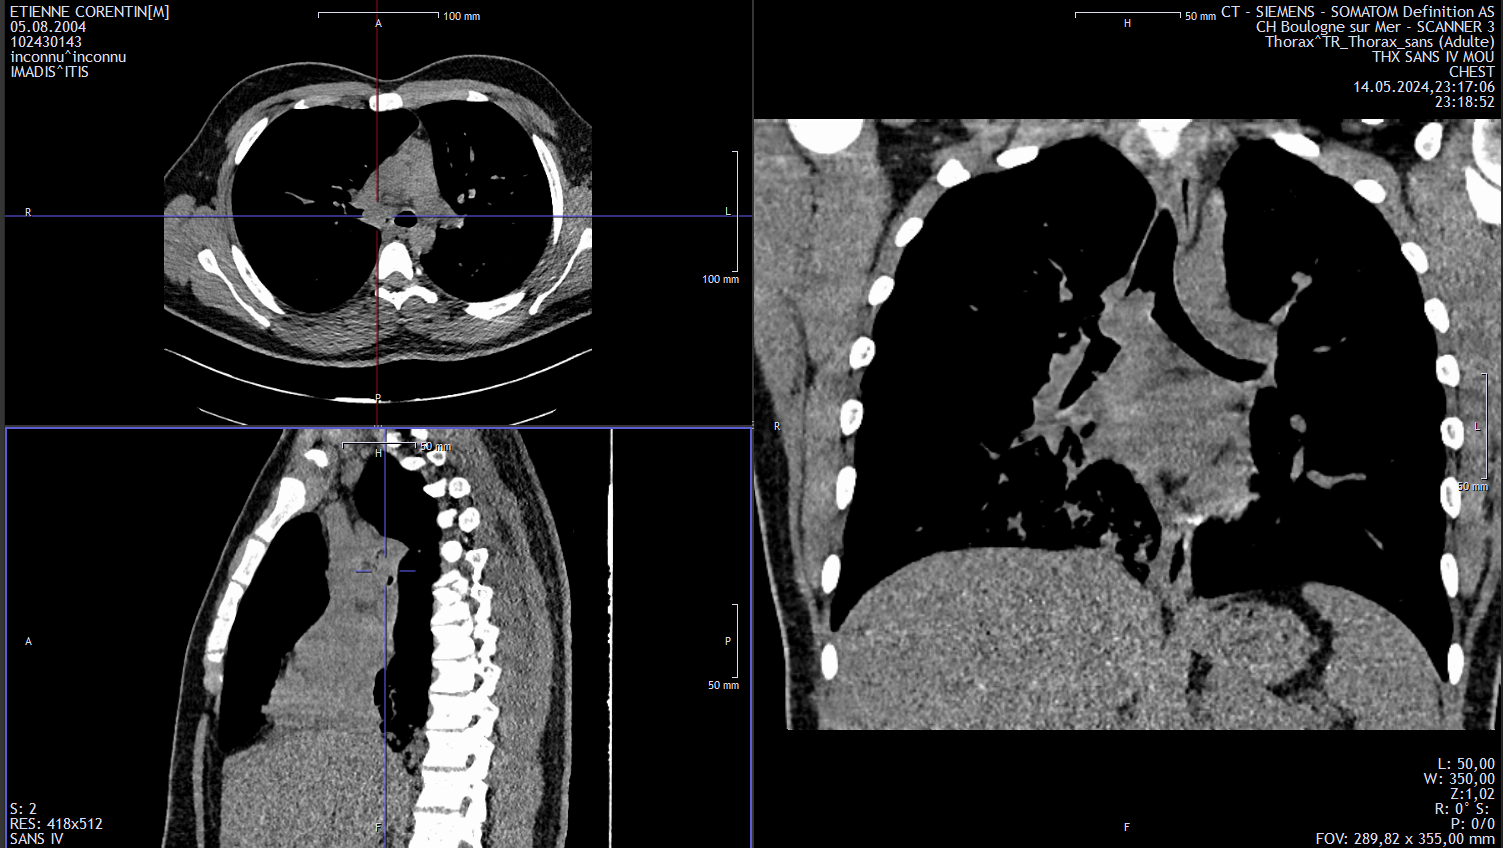 ETIENNE CORENTIN[M]
05.08.2004
102430143
inconnu^inconnu
IMADIS^ITIS
100 mm
A
R
L
100 mm
P
50 mm
H
CT - SIEMENS - SOMATOM Definition AS
CH Boulogne sur Mer - SCANNER 3
Thorax^TR_Thorax_sans (Adulte)
THX SANS IV MOU
CHEST
14.05.2024,23:17:06
23:18:52
R
L
50 mm
L: 50,00
W: 350,00
Z:1,02
R: 0° S:
P: 0/0
FOV: 289,82 x 355,00 mm
F
50 mm
H
A
P
50 mm
S: 2
RES: 418x512
SANS IV
F